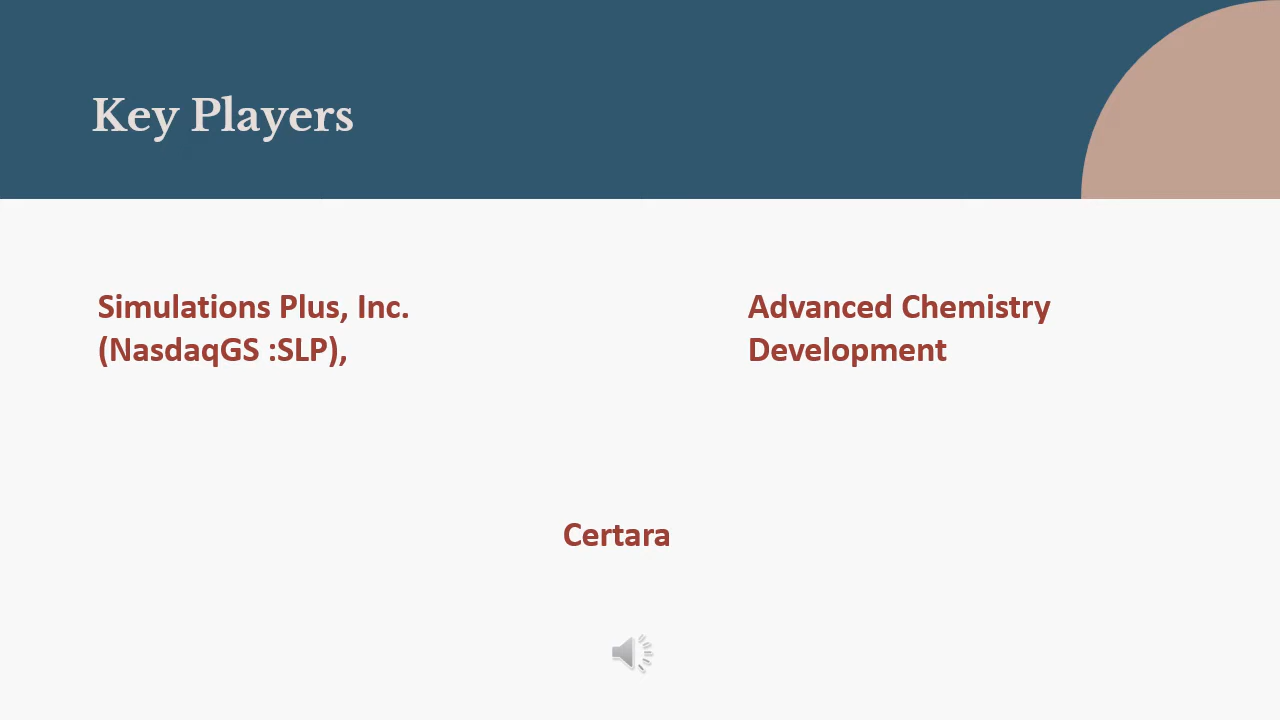 Key Players
Simulations Plus, Inc.
(NasdaqGS :SLP),
Advanced Chemistry
Development
Certara